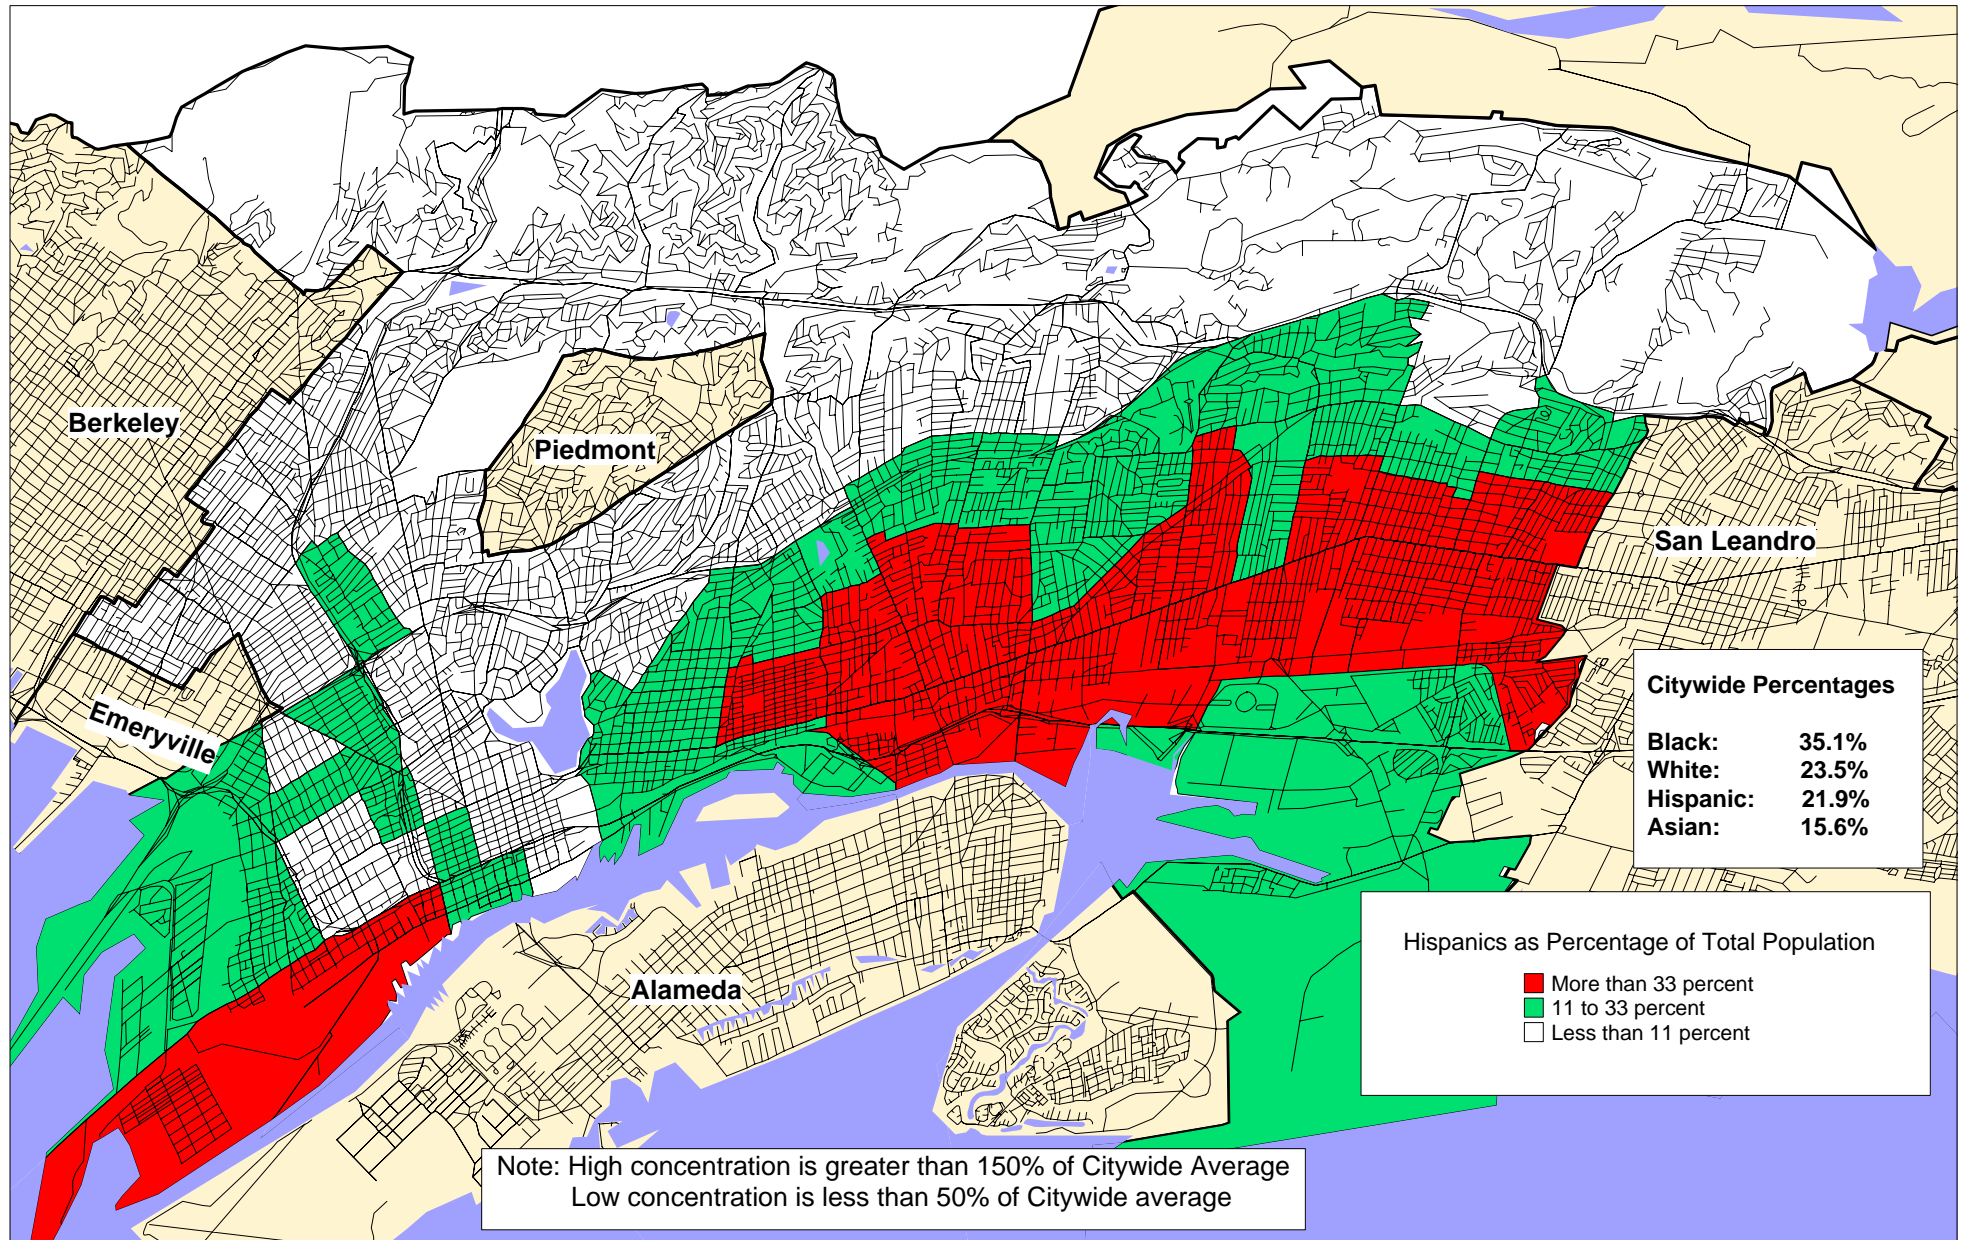 Berkeley
Piedmont
San Leandro
Emeryville
Alameda
Citywide Percentages
Black: 35.1%
White: 23.5%
Hispanic: 21.9%
Asian: 15.6%
Hispanics as Percentage of Total Population
More than 33 percent
11 to 33 percent
Less than 11 percent
Note: High concentration is greater than 150% of Citywide Average
Low concentration is less than 50% of Citywide average